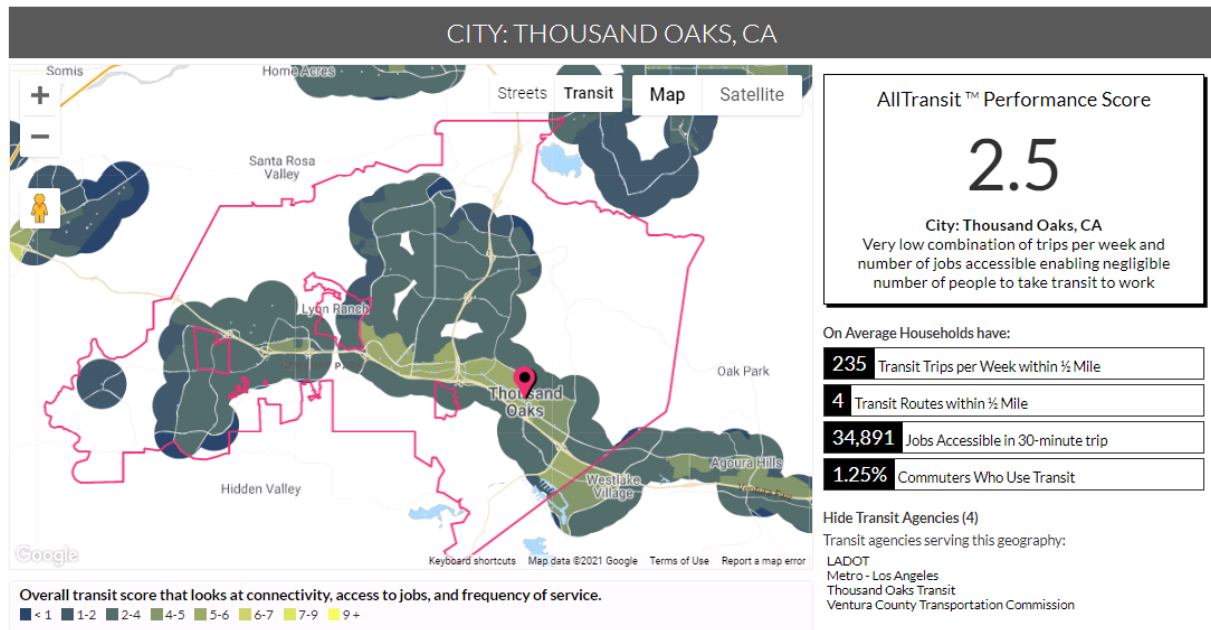 CITY: THOUSAND OAKS, CA
Somis
Home Acres
+
−
Streets Transit
Map Satellite
Santa Rosa
Valley
Lynn Ranch
Oak Park
Thousand
Oaks
Agoura Hills
Westlake
Village
Hidden Valley
Google
Keyboard shortcuts Map data ©2021 Google Terms of Use Report a map error
Overall transit score that looks at connectivity, access to jobs, and frequency of service.
< 1 1-2 2-4 4-5 5-6 6-7 7-9 9 +
AllTransit ™ Performance Score
2.5
City: Thousand Oaks, CA
Very low combination of trips per week and
number of jobs accessible enabling negligible
number of people to take transit to work
On Average Households have:
235 Transit Trips per Week within ½ Mile
4 Transit Routes within ½ Mile
34,891 Jobs Accessible in 30-minute trip
1.25% Commuters Who Use Transit
Hide Transit Agencies (4)
Transit agencies serving this geography:
LADOT
Metro - Los Angeles
Thousand Oaks Transit
Ventura County Transportation Commission